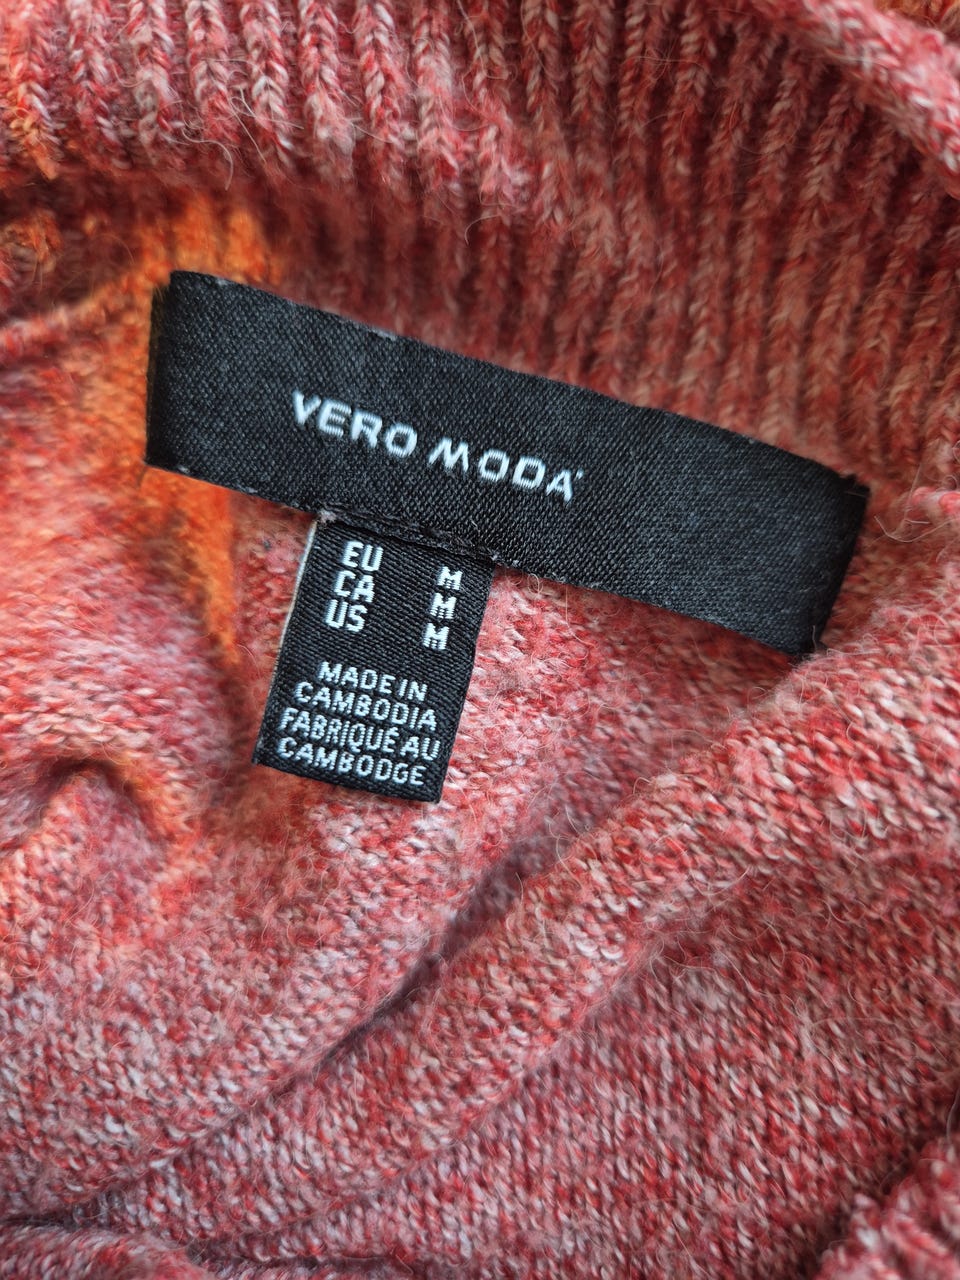 VERO MODA
EU M
CA M
US M
MADE IN
CAMBODIA
FABRIQUÉ AU
CAMBODGE